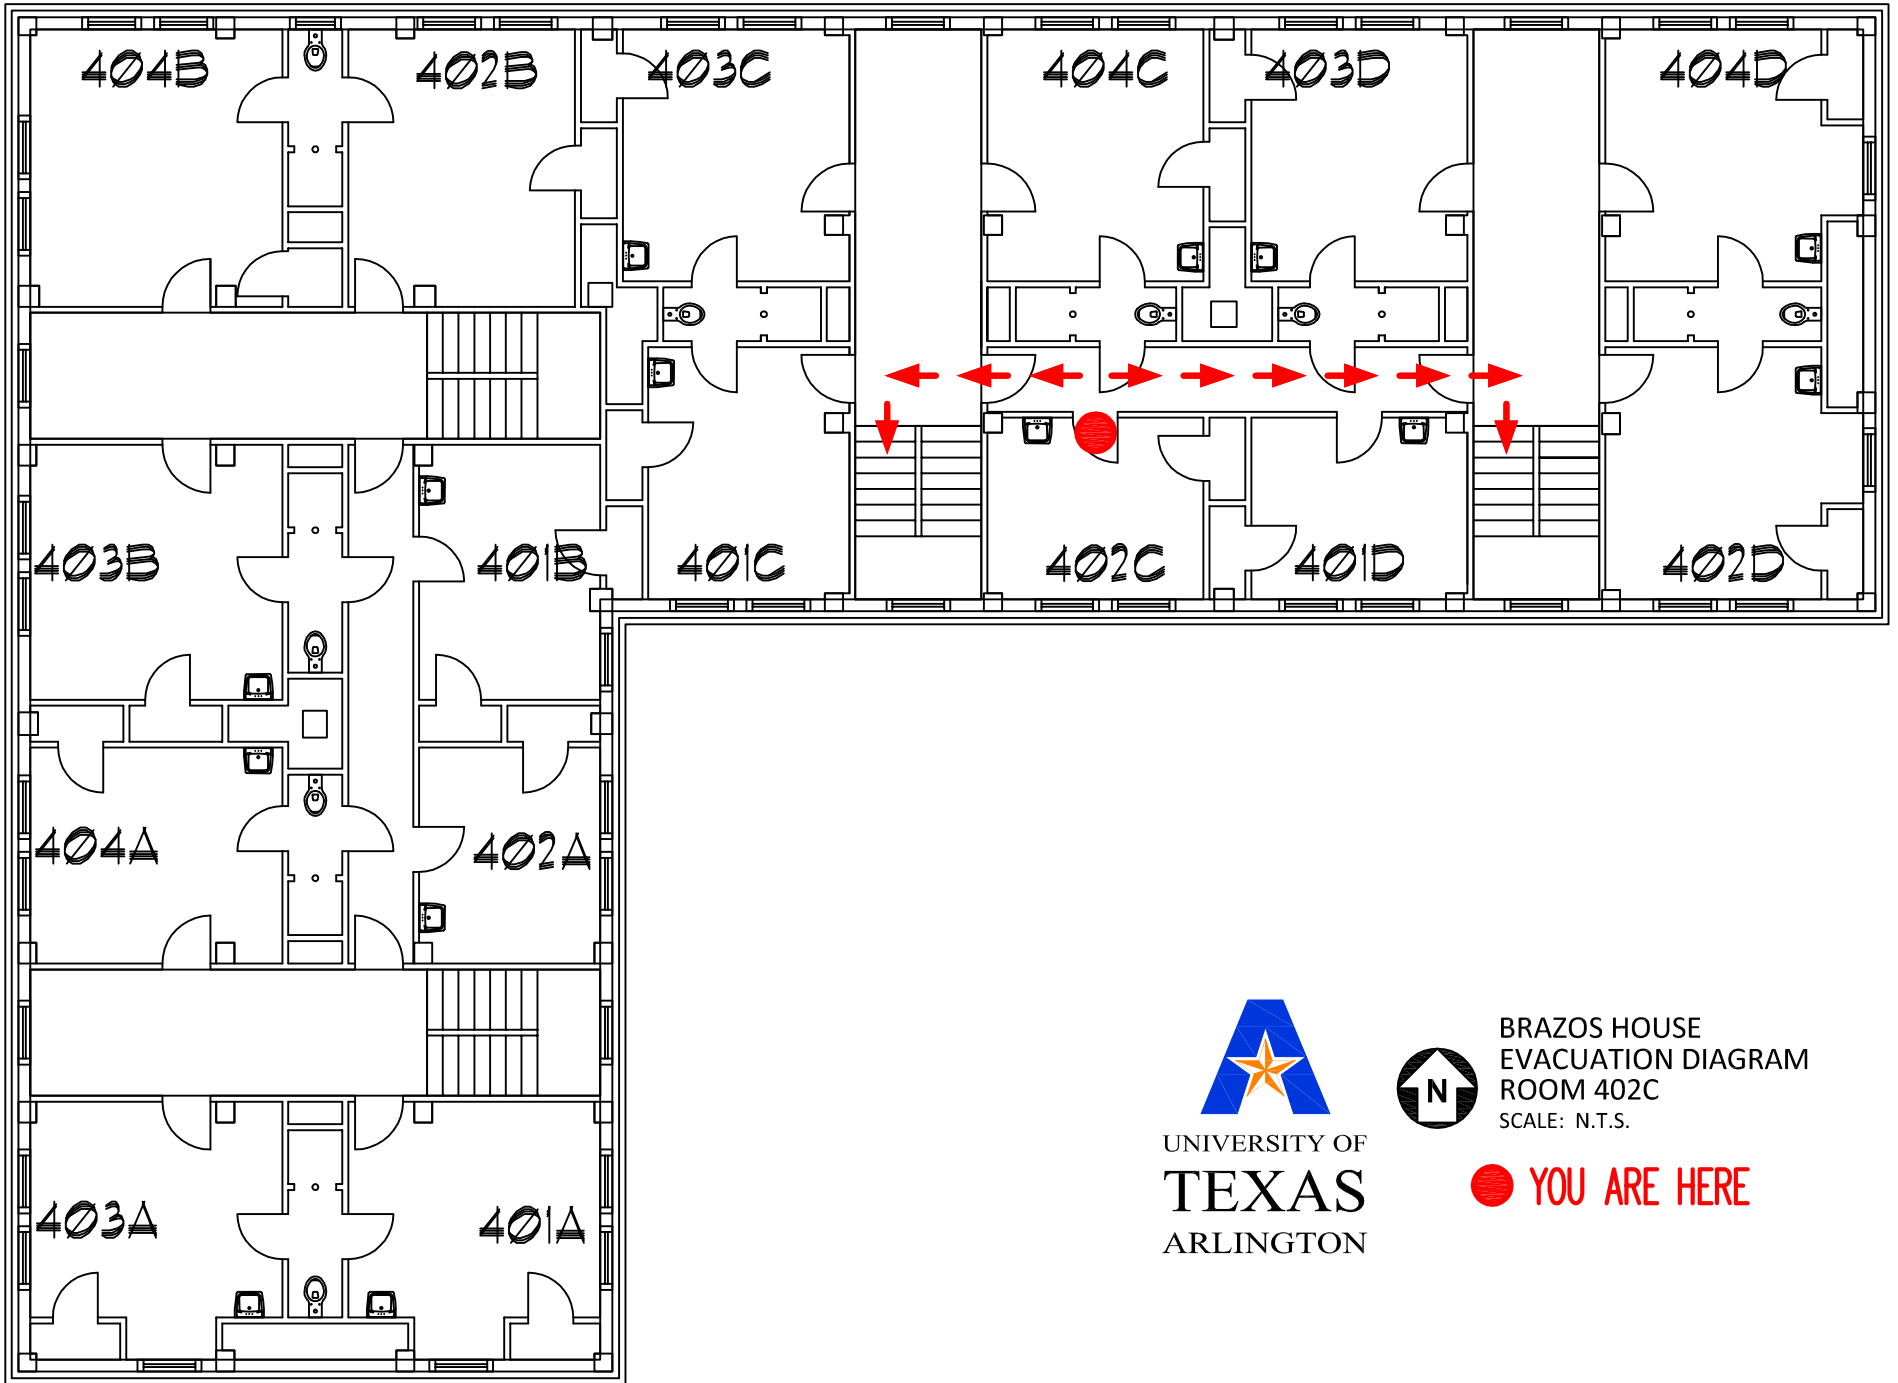 404B
402B
403C
404C
403D
404D
403B
401B
401C
402C
401D
402D
404A
402A
403A
401A
UNIVERSITY OF
TEXAS
ARLINGTON
N
BRAZOS HOUSE
EVACUATION DIAGRAM
ROOM 402C
SCALE: N.T.S.
YOU ARE HERE